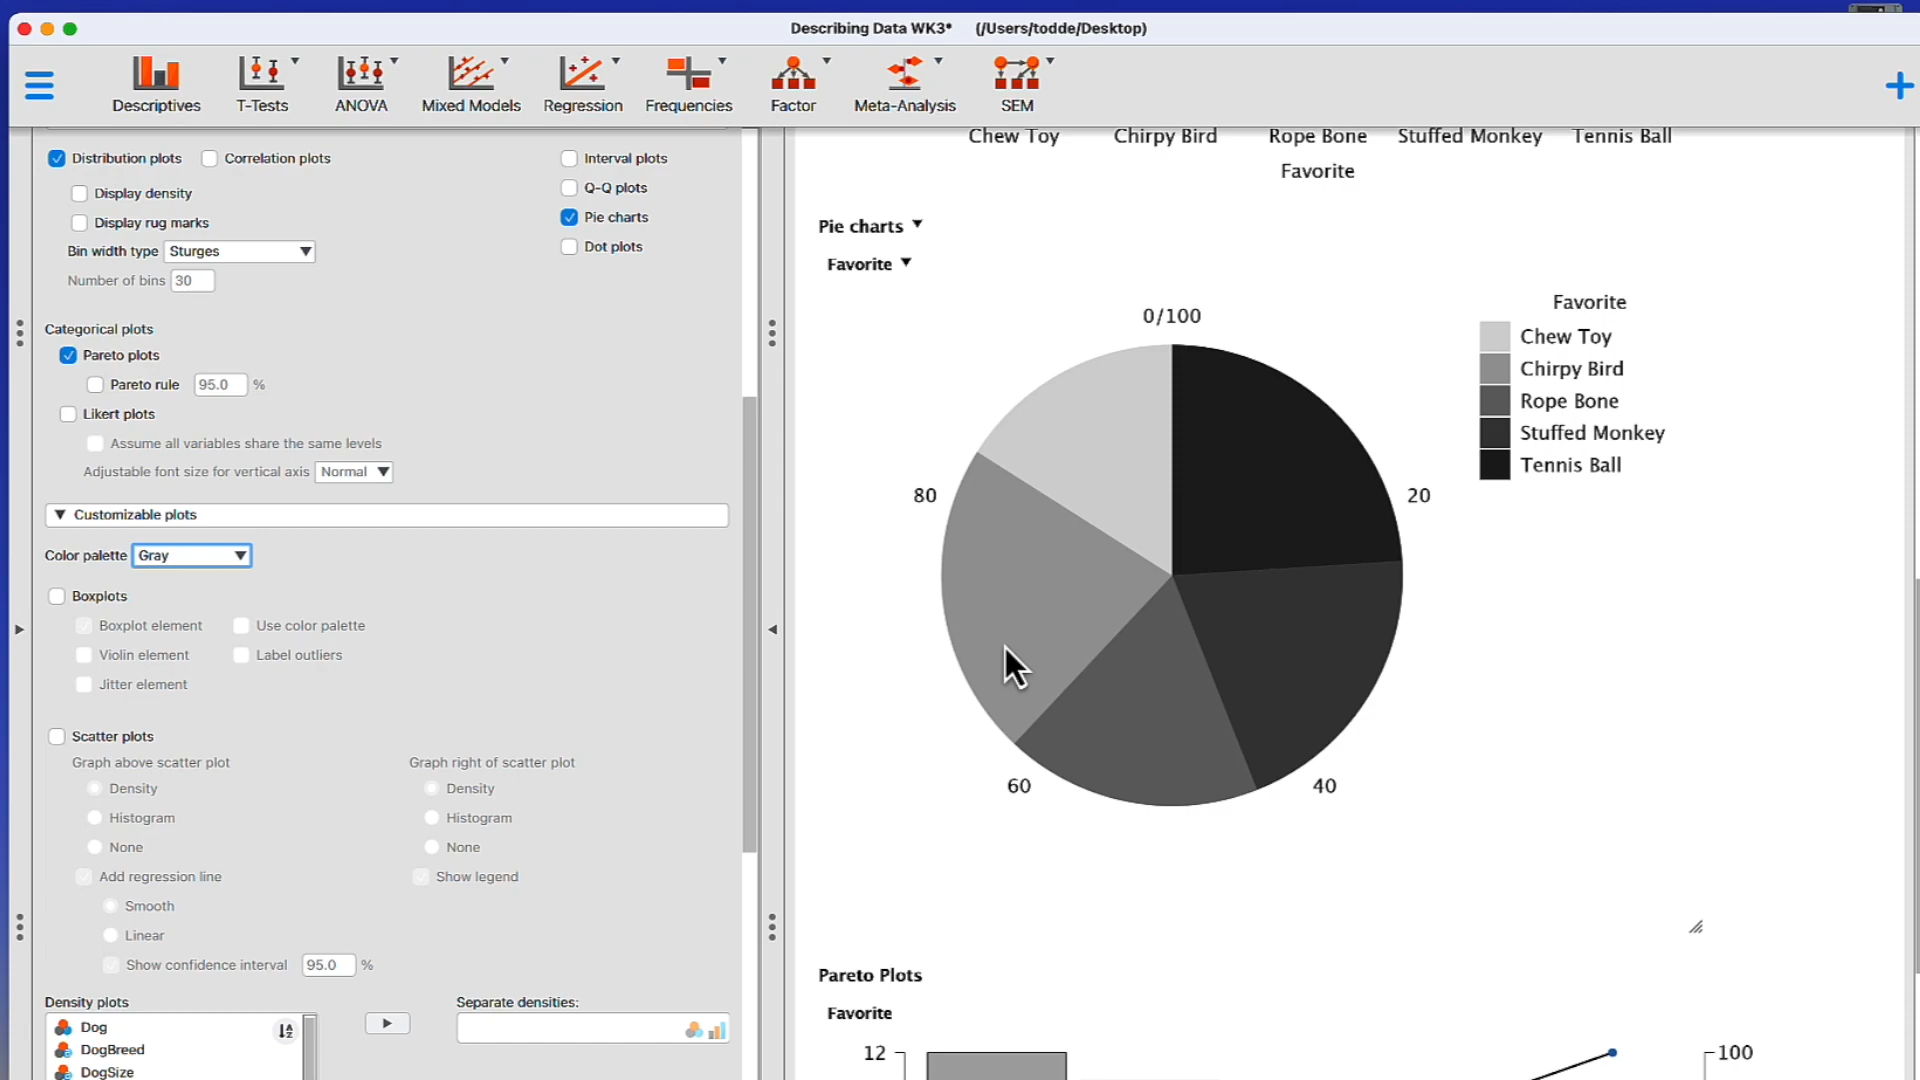 Describing Data WK3* (/Users/todde/Desktop)
Descriptives T-Tests ANOVA Mixed Models Regression Frequencies Factor Meta-Analysis SEM
Distribution plots Correlation plots Interval plots
Display density Q-Q plots
Display rug marks Pie charts
Bin width type Sturges Dot plots
Number of bins 30
Categorical plots
Pareto plots
Pareto rule 95.0 %
Likert plots
Assume all variables share the same levels
Adjustable font size for vertical axis Normal
Customizable plots
Color palette Gray
Boxplots
Boxplot element Use color palette
Violin element Label outliers
Jitter element
Scatter plots
Graph above scatter plot Graph right of scatter plot
Density Density
Histogram Histogram
None None
Add regression line Show legend
Smooth
Linear
Show confidence interval 95.0 %
Density plots Separate densities:
Dog
DogBreed
DogSize
Chew Toy Chirpy Bird Rope Bone Stuffed Monkey Tennis Ball
Favorite
Pie charts
Favorite
0/100
20
40
60
80
Favorite
Chew Toy
Chirpy Bird
Rope Bone
Stuffed Monkey
Tennis Ball
Pareto Plots
Favorite
12 100